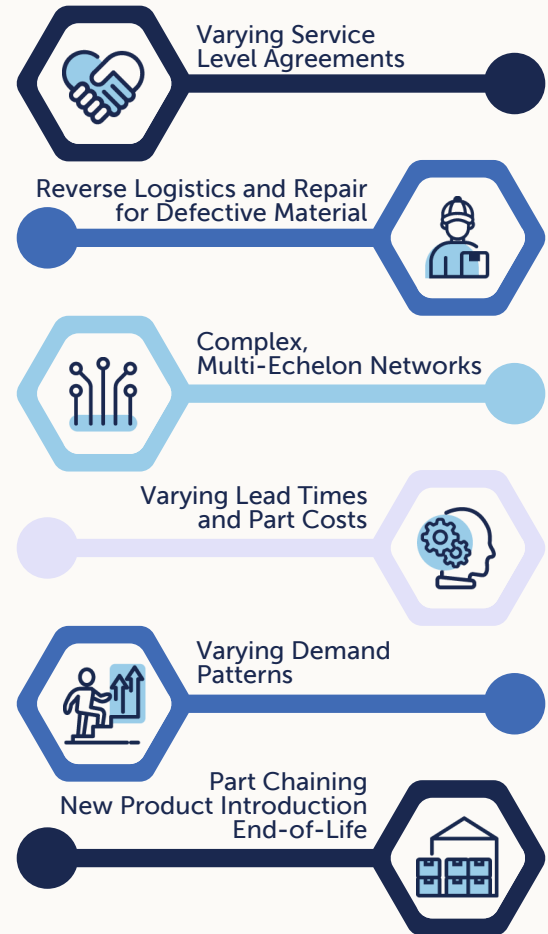 Varying Service
Level Agreements
Reverse Logistics and Repair
for Defective Material
Complex,
Multi-Echelon Networks
Varying Lead Times
and Part Costs
Varying Demand
Patterns
Part Chaining
New Product Introduction
End-of-Life